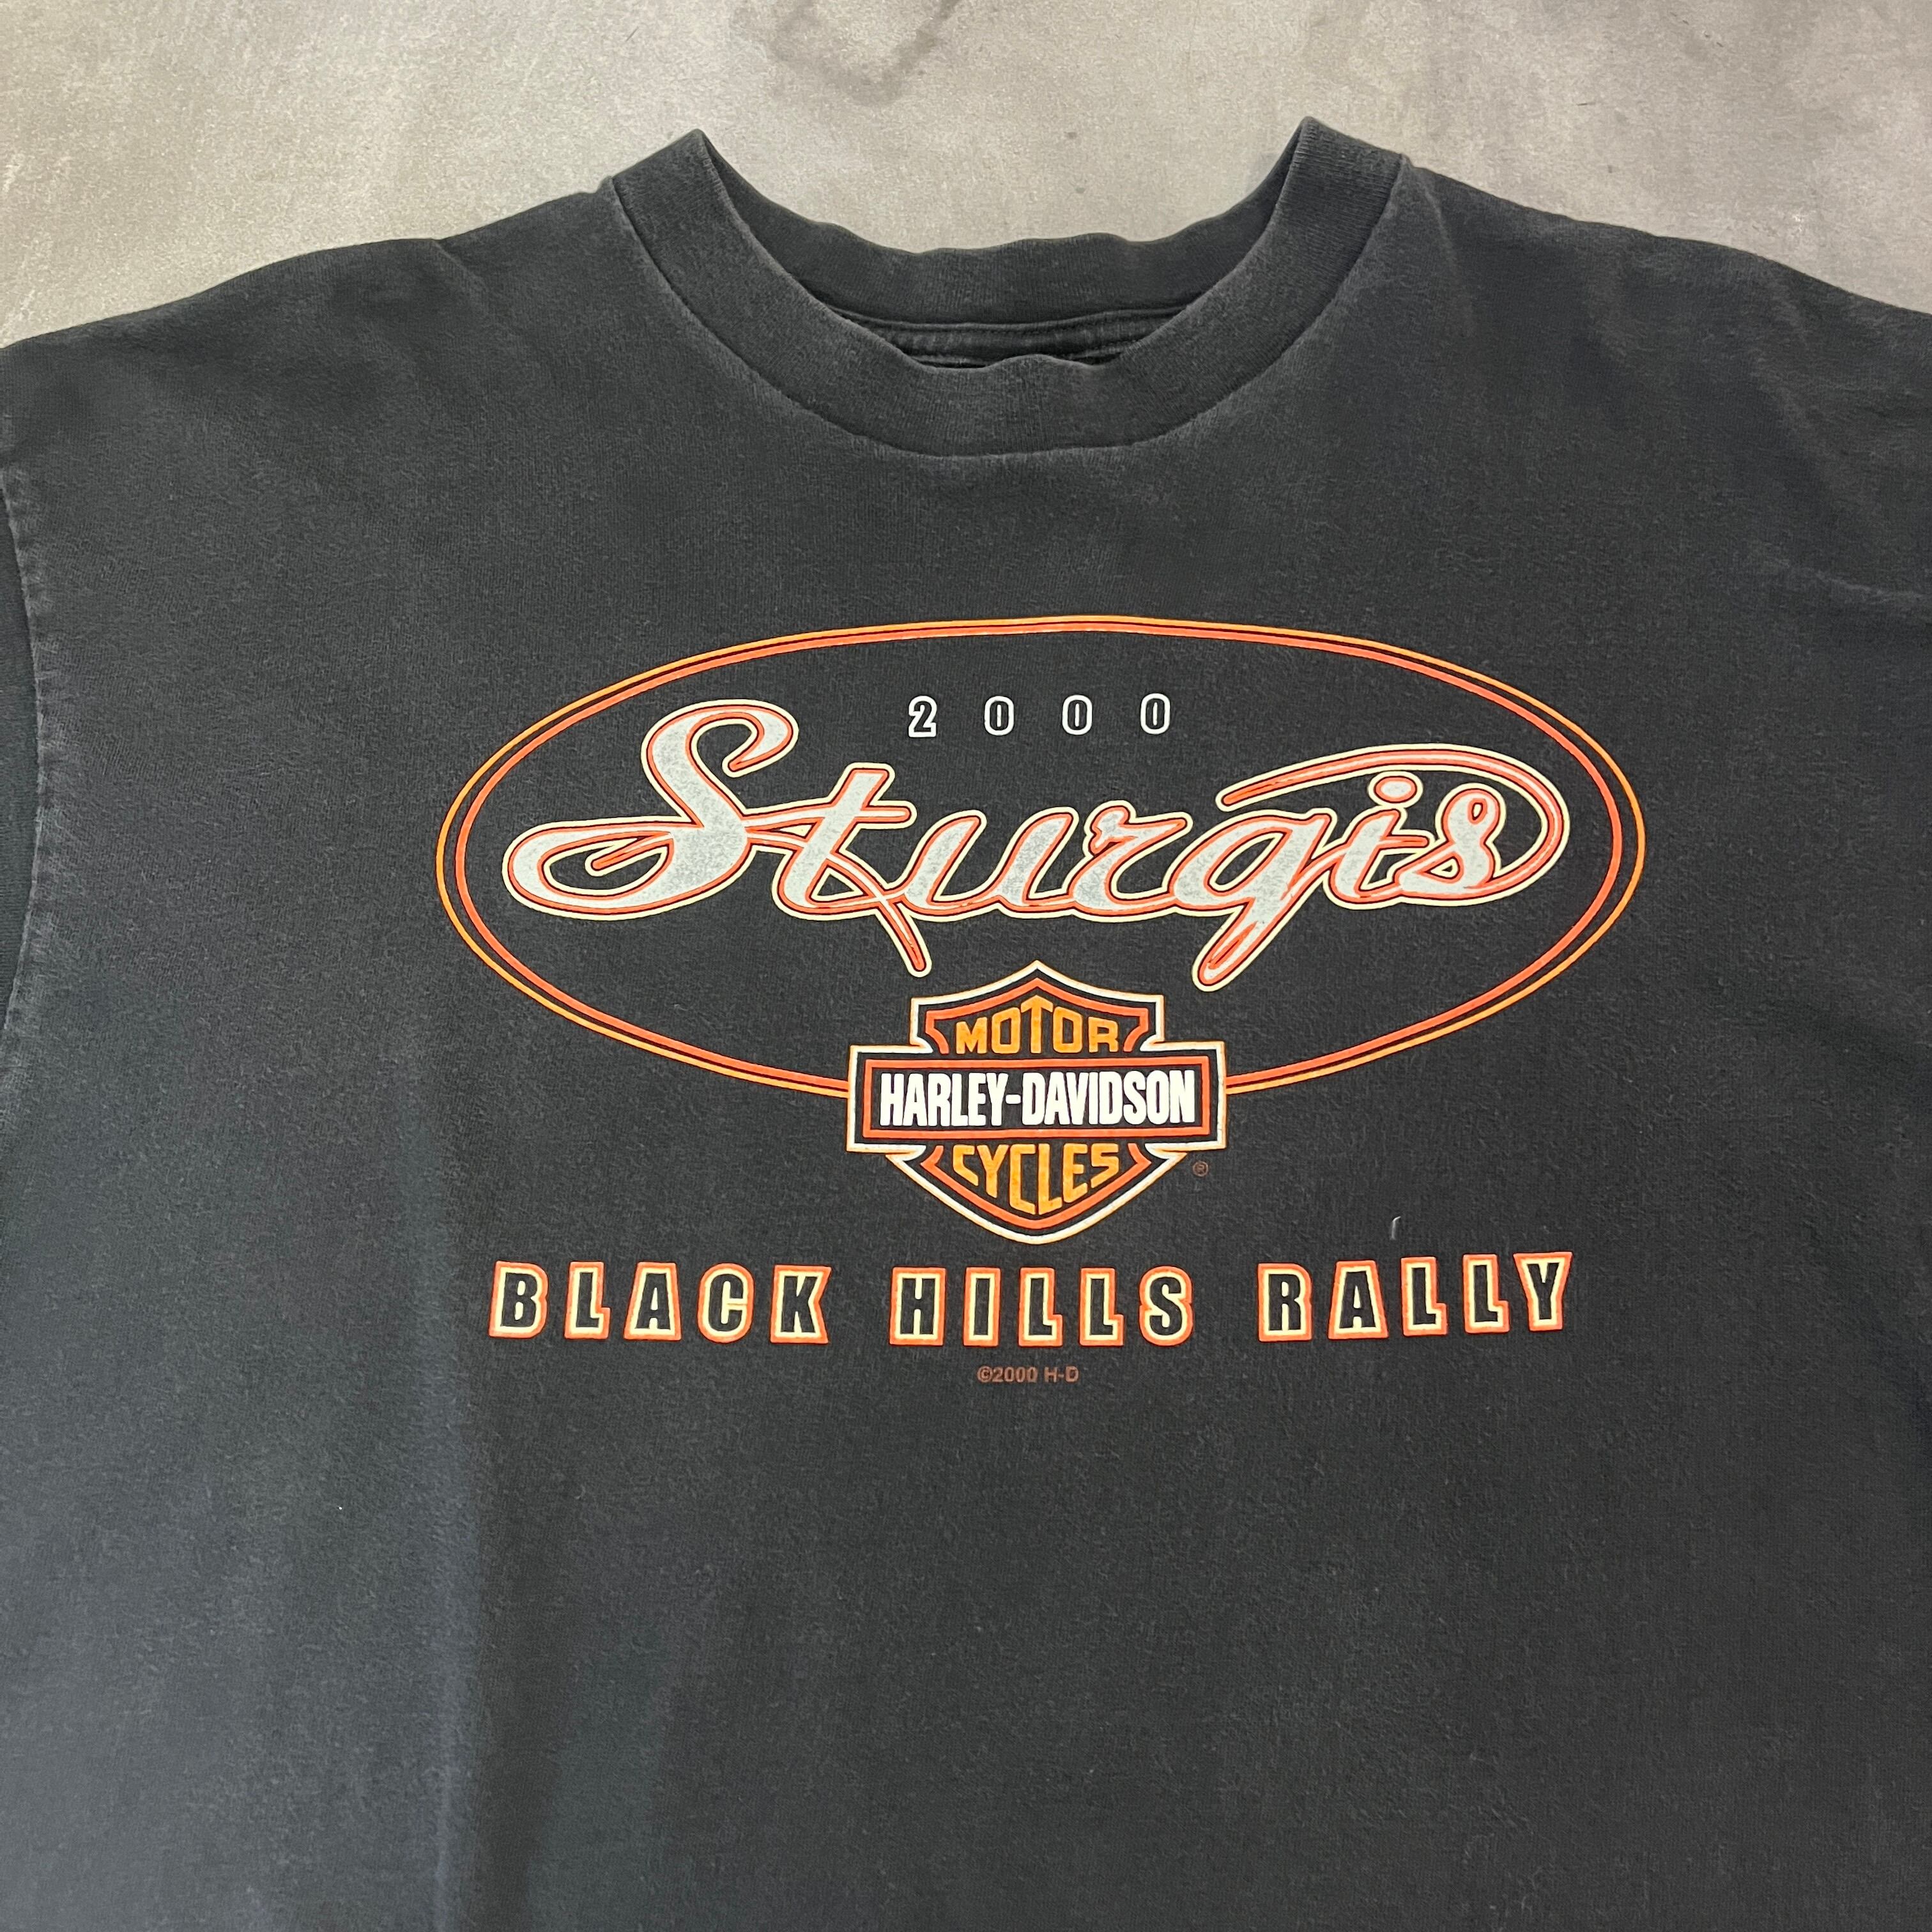 2000
Sturgis
MOTOR
HARLEY-DAVIDSON
CYCLES
®
BLACK HILLS RALLY
©2000 H-D